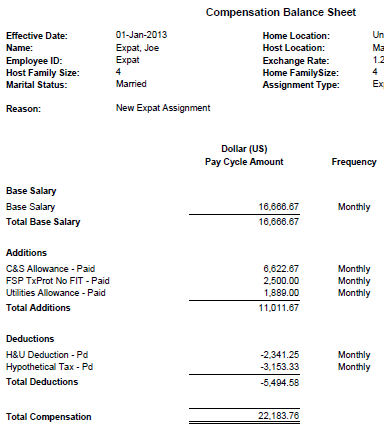 Compensation Balance Sheet
Effective Date: 01-Jan-2013 Home Location: Un
Name: Expat, Joe Host Location: Ma
Employee ID: Expat Exchange Rate: 1.2
Host Family Size: 4 Home FamilySize: 4
Marital Status: Married Assignment Type: Ex
Reason: New Expat Assignment
Dollar (US)
Pay Cycle Amount Frequency
Base Salary
Base Salary 16,666.67 Monthly
Total Base Salary 16,666.67
Additions
C&S Allowance - Paid 6,622.67 Monthly
FSP TxProt No FIT - Paid 2,500.00 Monthly
Utilities Allowance - Paid 1,889.00 Monthly
Total Additions 11,011.67
Deductions
H&U Deduction - Pd -2,341.25 Monthly
Hypothetical Tax - Pd -3,153.33 Monthly
Total Deductions -5,494.58
Total Compensation 22,183.76